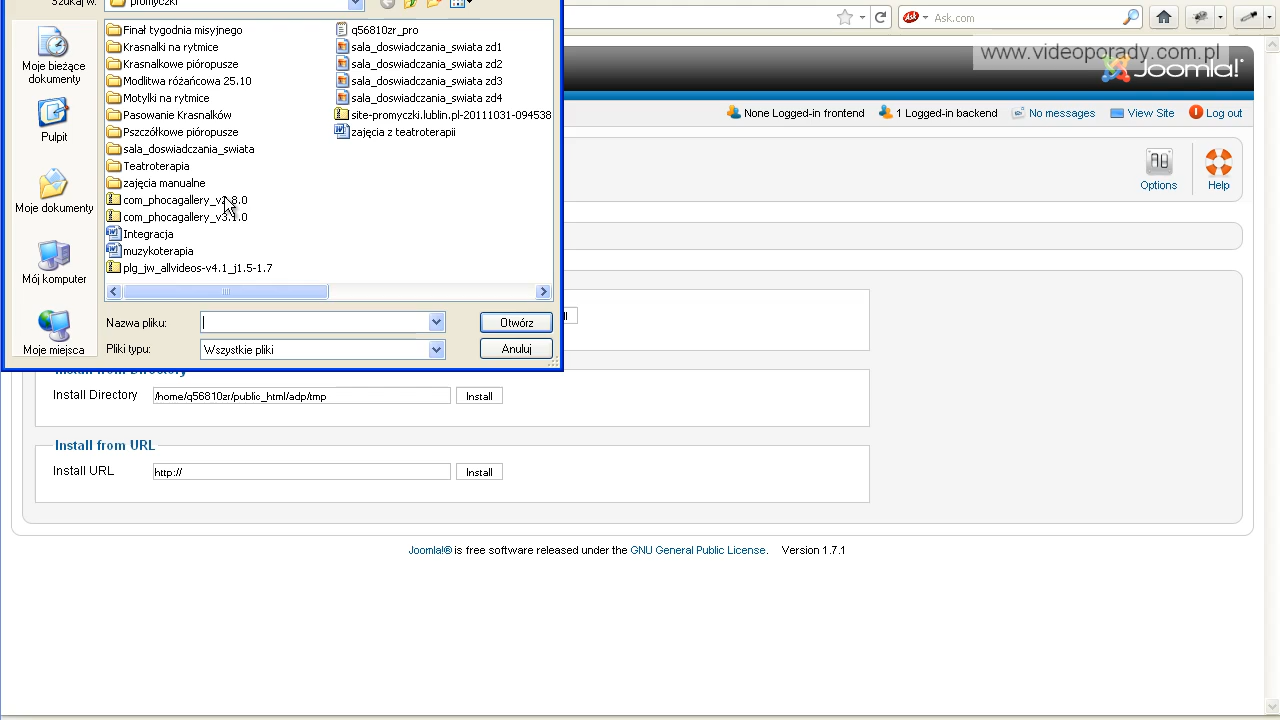 Szukaj w: promyczki
Ask.com
www.videoporady.com.pl
Joomla!
Moje bieżące dokumenty
Pulpit
Moje dokumenty
Mój komputer
Moje miejsca
Finał tygodnia misyjnego
Krasnalki na rytmice
Krasnalkowe pióropusze
Modlitwa różańcowa 25.10
Motylki na rytmice
Pasowanie Krasnalków
Pszczółkowe pióropusze
sala_doswiadczania_swiata
Teatroterapia
zajęcia manualne
com_phocagallery_v3.1.0
Integracja
muzykoterapia
plg_jw_allvideos-v4.1_j1.5-1.7
q56810zr_pro
sala_doswiadczania_swiata zd1
sala_doswiadczania_swiata zd2
sala_doswiadczania_swiata zd3
sala_doswiadczania_swiata zd4
site-promyczek.lublin.pl-20111031-094538
zajęcia z teatroterapii
Nazwa pliku:
Otwórz
Pliki typu:
Wszystkie pliki
Anuluj
None Logged-in frontend
1 Logged-in backend
No messages
View Site
Log out
Options
Help
Install from Directory
Install Directory
/home/q56810zr/public_html/adp/tmp
Install
Install from URL
Install URL
http://
Install
Joomla!® is free software released under the GNU General Public License. Version 1.7.1